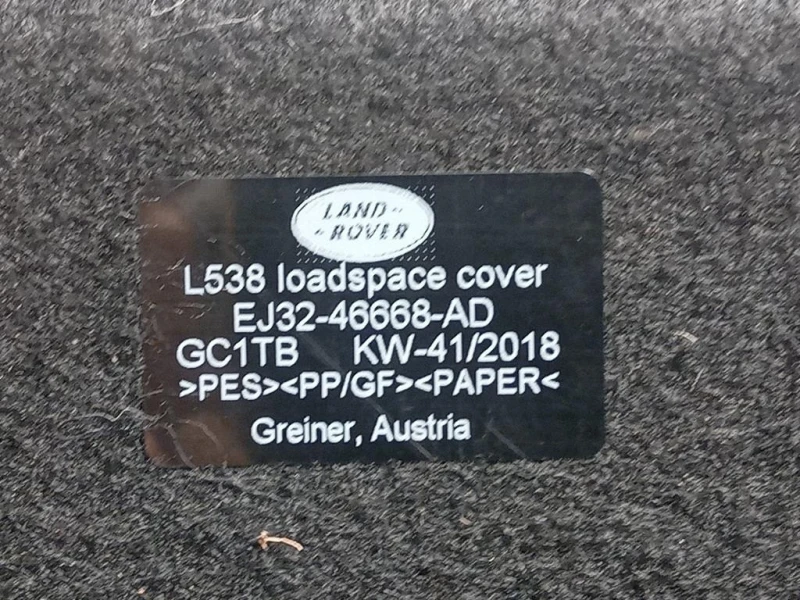 LAND~
~ROVER
L538 loadspace cover
EJ32-46668-AD
GC1TB KW-41/2018
>PES><PP/GF><PAPER<
Greiner, Austria